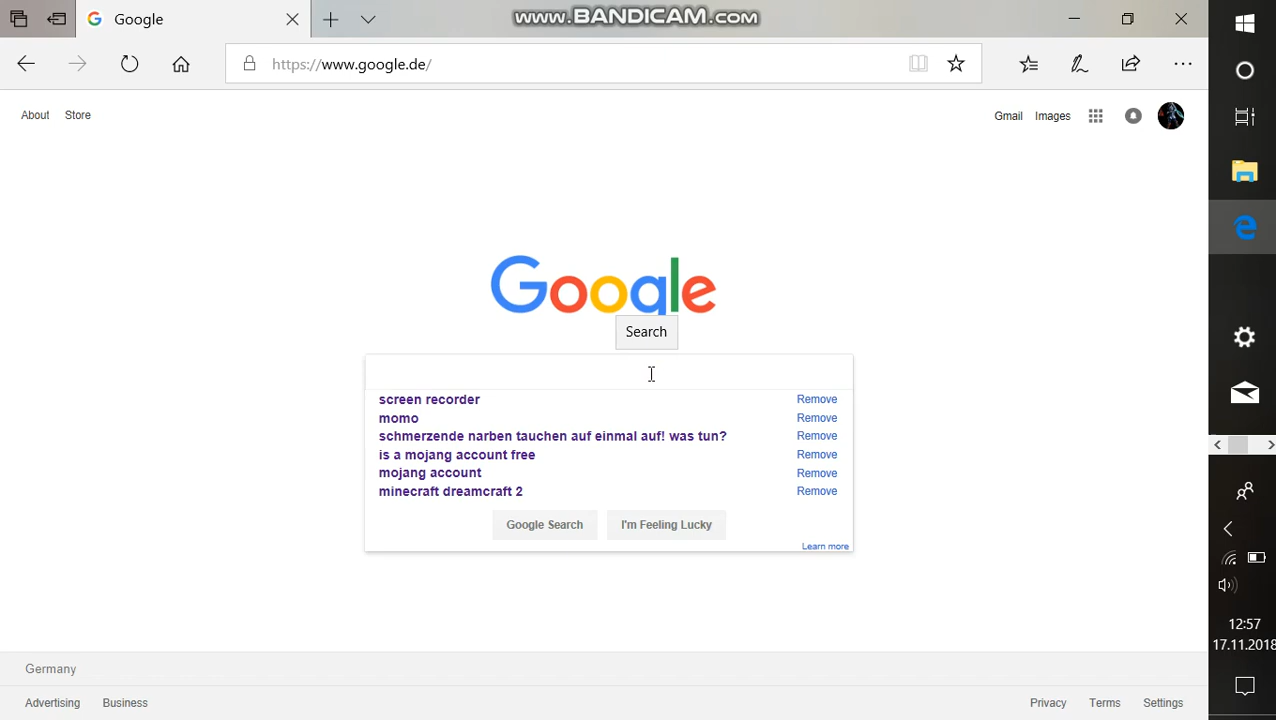 Google
www.BANDICAM.com
https://www.google.de/
About Store
Gmail Images
Google
Search
screen recorder Remove
momo Remove
schmerzende narben tauchen auf einmal auf! was tun? Remove
is a mojang account free Remove
mojang account Remove
minecraft dreamcraft 2 Remove
Google Search I'm Feeling Lucky
Learn more
Germany
Advertising Business
Privacy Terms Settings
12:57
17.11.2018